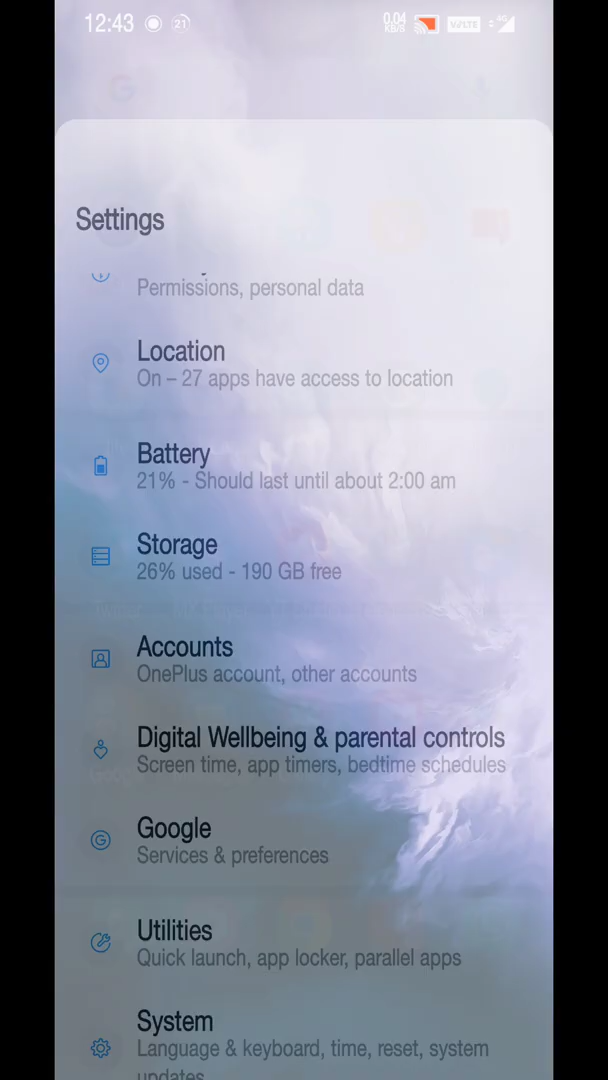 12:43 21 0.04 KB/S VoLTE 4G
Settings
Permissions, personal data
Location
On – 27 apps have access to location
Battery
21% - Should last until about 2:00 am
Storage
26% used - 190 GB free
Accounts
OnePlus account, other accounts
Digital Wellbeing & parental controls
Screen time, app timers, bedtime schedules
Google
Services & preferences
Utilities
Quick launch, app locker, parallel apps
System
Language & keyboard, time, reset, system
updates